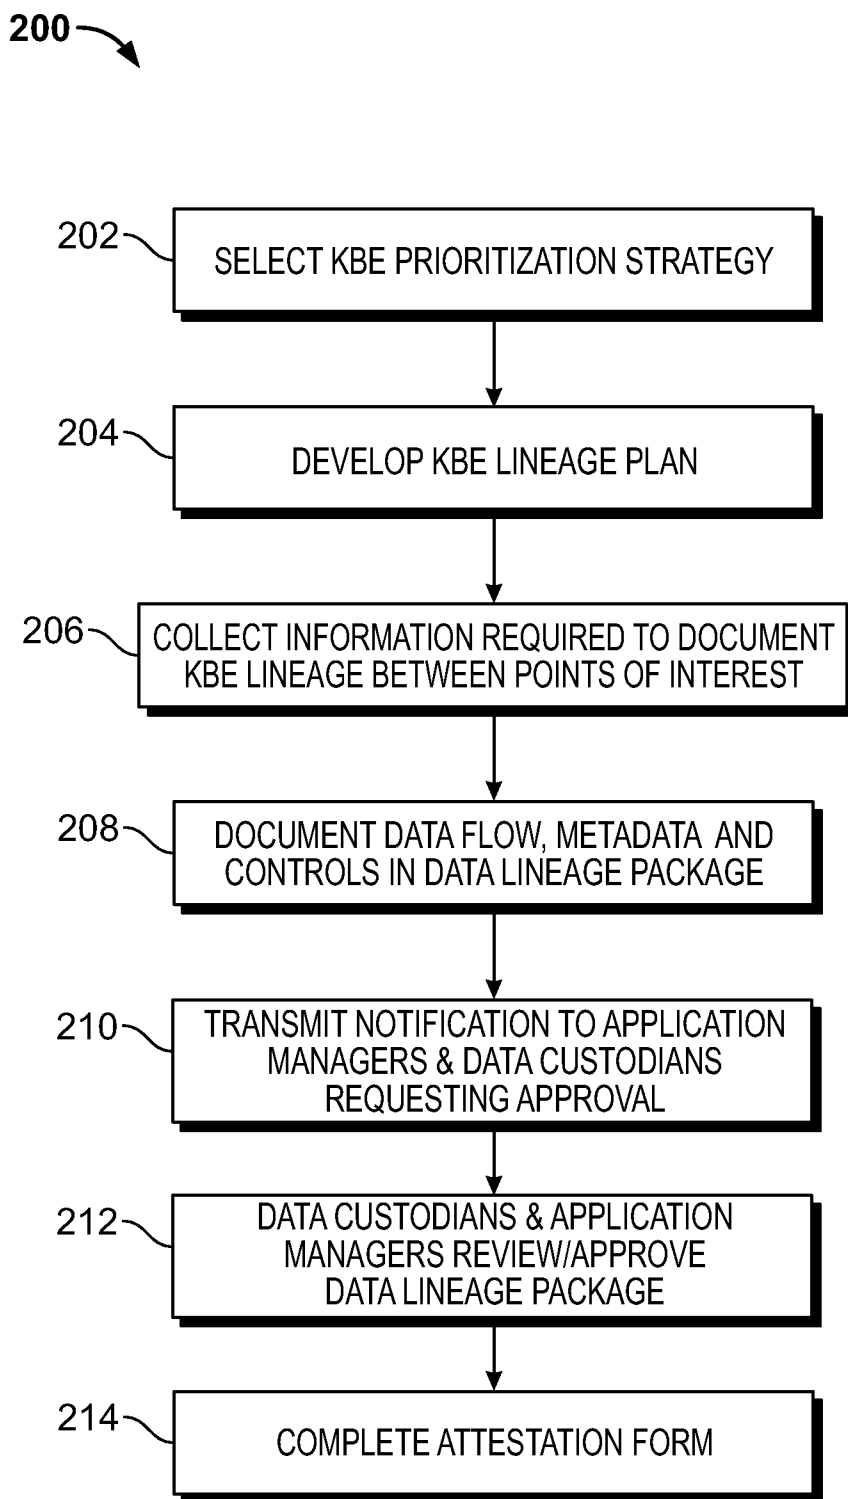 200
202
SELECT KBE PRIORITIZATION STRATEGY
204
DEVELOP KBE LINEAGE PLAN
206
COLLECT INFORMATION REQUIRED TO DOCUMENT
KBE LINEAGE BETWEEN POINTS OF INTEREST
208
DOCUMENT DATA FLOW, METADATA AND
CONTROLS IN DATA LINEAGE PACKAGE
210
TRANSMIT NOTIFICATION TO APPLICATION
MANAGERS & DATA CUSTODIANS
REQUESTING APPROVAL
212
DATA CUSTODIANS & APPLICATION
MANAGERS REVIEW/APPROVE
DATA LINEAGE PACKAGE
214
COMPLETE ATTESTATION FORM